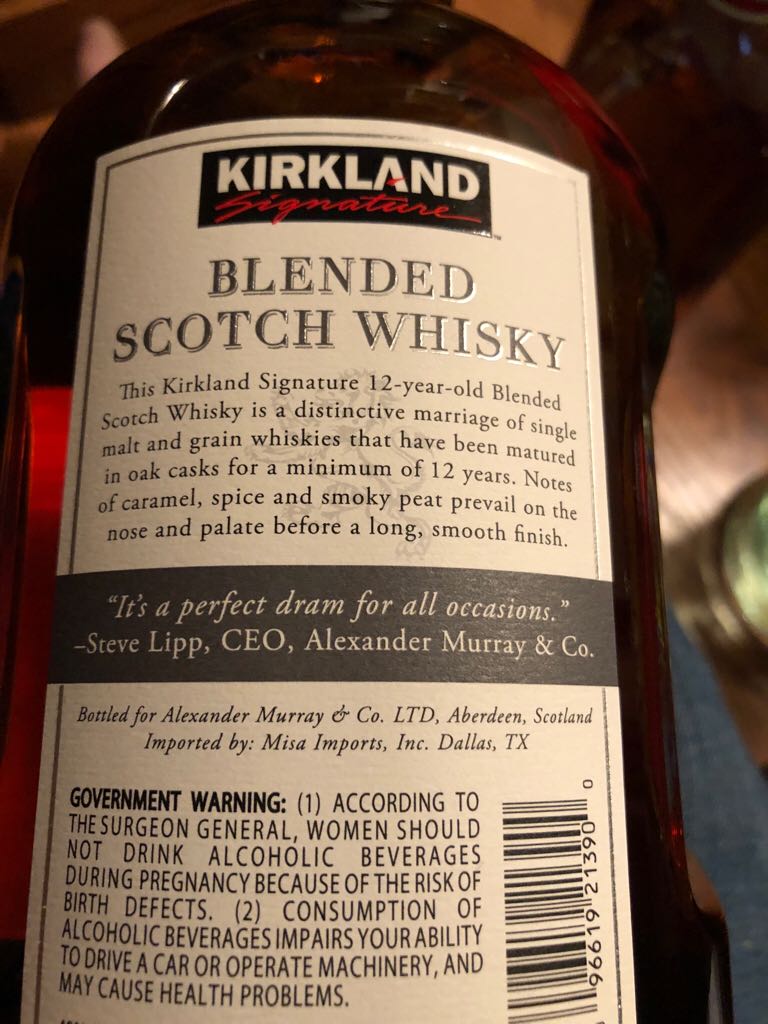 KIRKLAND
Signature™
BLENDED
SCOTCH WHISKY
This Kirkland Signature 12-year-old Blended
Scotch Whisky is a distinctive marriage of single
malt and grain whiskies that have been matured
in oak casks for a minimum of 12 years. Notes
of caramel, spice and smoky peat prevail on the
nose and palate before a long, smooth finish.
“It’s a perfect dram for all occasions.”
–Steve Lipp, CEO, Alexander Murray & Co.
Bottled for Alexander Murray & Co. LTD, Aberdeen, Scotland
Imported by: Misa Imports, Inc. Dallas, TX
GOVERNMENT WARNING: (1) ACCORDING TO
THE SURGEON GENERAL, WOMEN SHOULD
NOT DRINK ALCOHOLIC BEVERAGES
DURING PREGNANCY BECAUSE OF THE RISK OF
BIRTH DEFECTS. (2) CONSUMPTION OF
ALCOHOLIC BEVERAGES IMPAIRS YOUR ABILITY
TO DRIVE A CAR OR OPERATE MACHINERY, AND
MAY CAUSE HEALTH PROBLEMS.
96619 21390 0